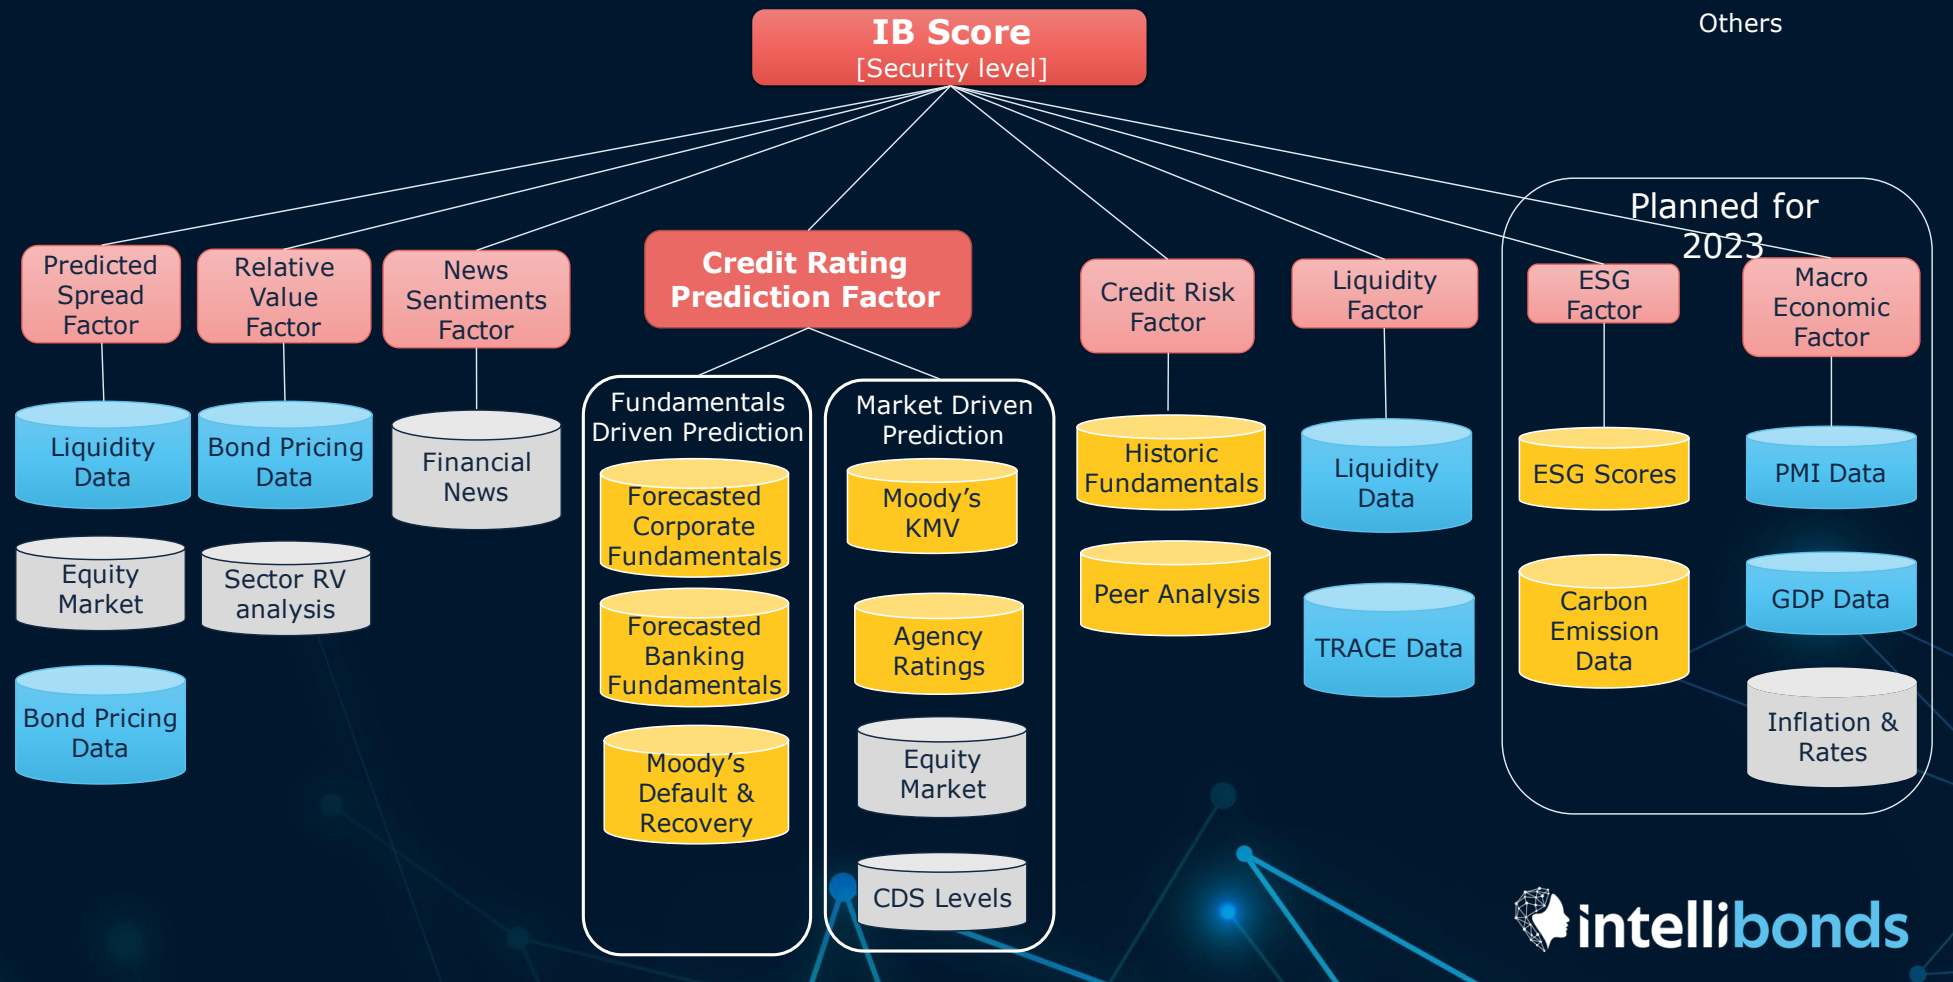 IB Score
[Security level]
Others
Planned for
2023
Predicted
Spread
Factor
Relative
Value
Factor
News
Sentiments
Factor
Credit Rating
Prediction Factor
Credit Risk
Factor
Liquidity
Factor
ESG
Factor
Macro
Economic
Factor
Liquidity
Data
Equity
Market
Bond Pricing
Data
Bond Pricing
Data
Sector RV
analysis
Financial
News
Fundamentals
Driven Prediction
Forecasted
Corporate
Fundamentals
Forecasted
Banking
Fundamentals
Moody’s
Default &
Recovery
Market Driven
Prediction
Moody’s
KMV
Agency
Ratings
Equity
Market
CDS Levels
Historic
Fundamentals
Peer Analysis
Liquidity
Data
TRACE Data
ESG Scores
Carbon
Emission
Data
PMI Data
GDP Data
Inflation &
Rates
intellibonds